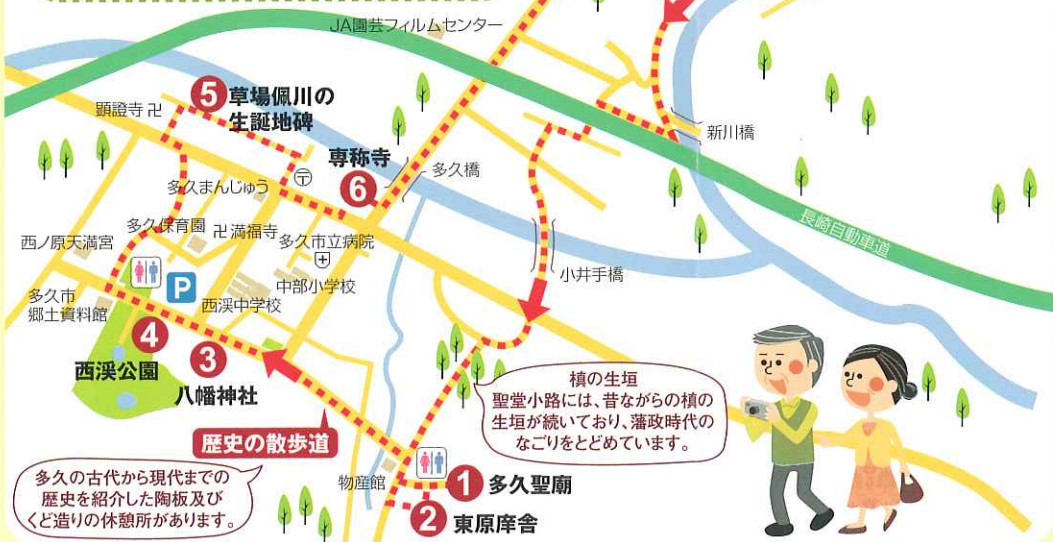 JA園芸フィルムセンター
顕證寺 卍
5 草場佩川の
生誕地碑
新川橋
専称寺
6
多久橋
〒
多久まんじゅう
長崎自動車道
多久保育園
卍 満福寺
多久市立病院
西ノ原天満宮
小井手橋
P
中部小学校
西渓中学校
多久市
郷土資料館
4
西渓公園
3
八幡神社
槙の生垣
聖堂小路には、昔ながらの槙の
生垣が続いており、藩政時代の
なごりをとどめています。
歴史の散歩道
多久の古代から現代までの
歴史を紹介した陶板及び
くど造りの休憩所があります。
物産館
1 多久聖廟
2 東原庠舎